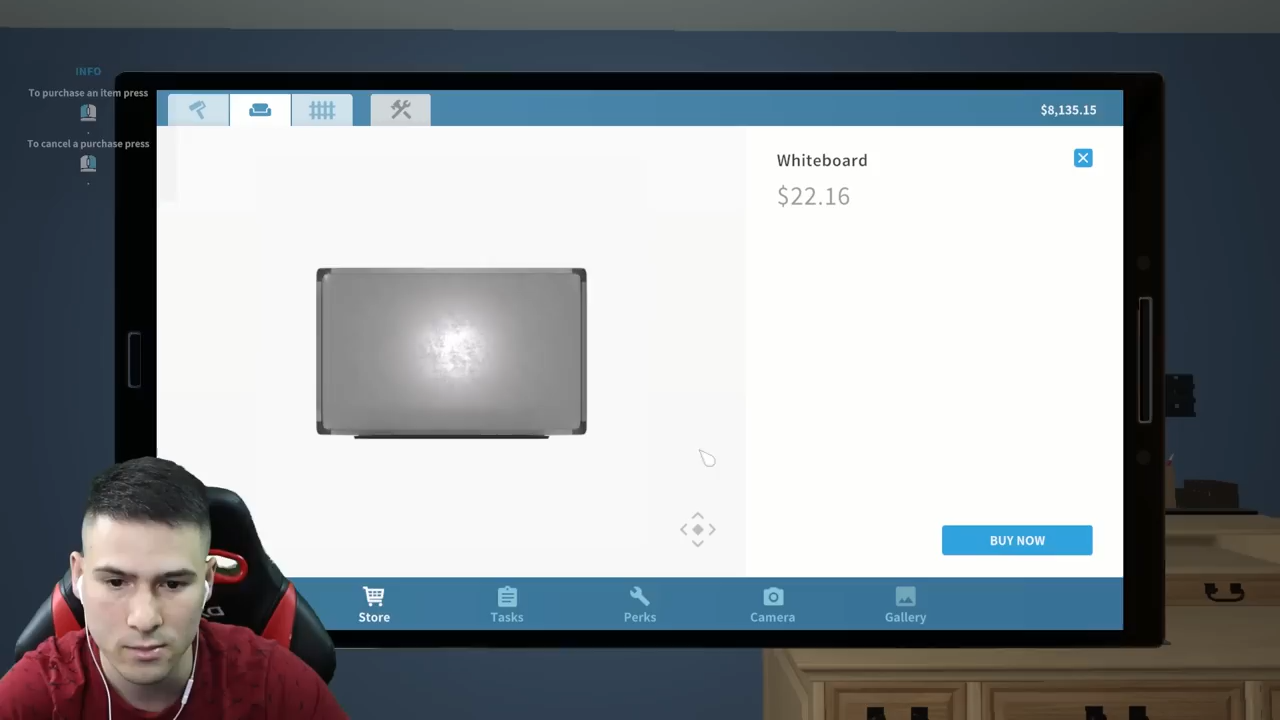 INFO
To purchase an item press
.
To cancel a purchase press
.
$8,135.15
Whiteboard
$22.16
BUY NOW
Store
Tasks
Perks
Camera
Gallery